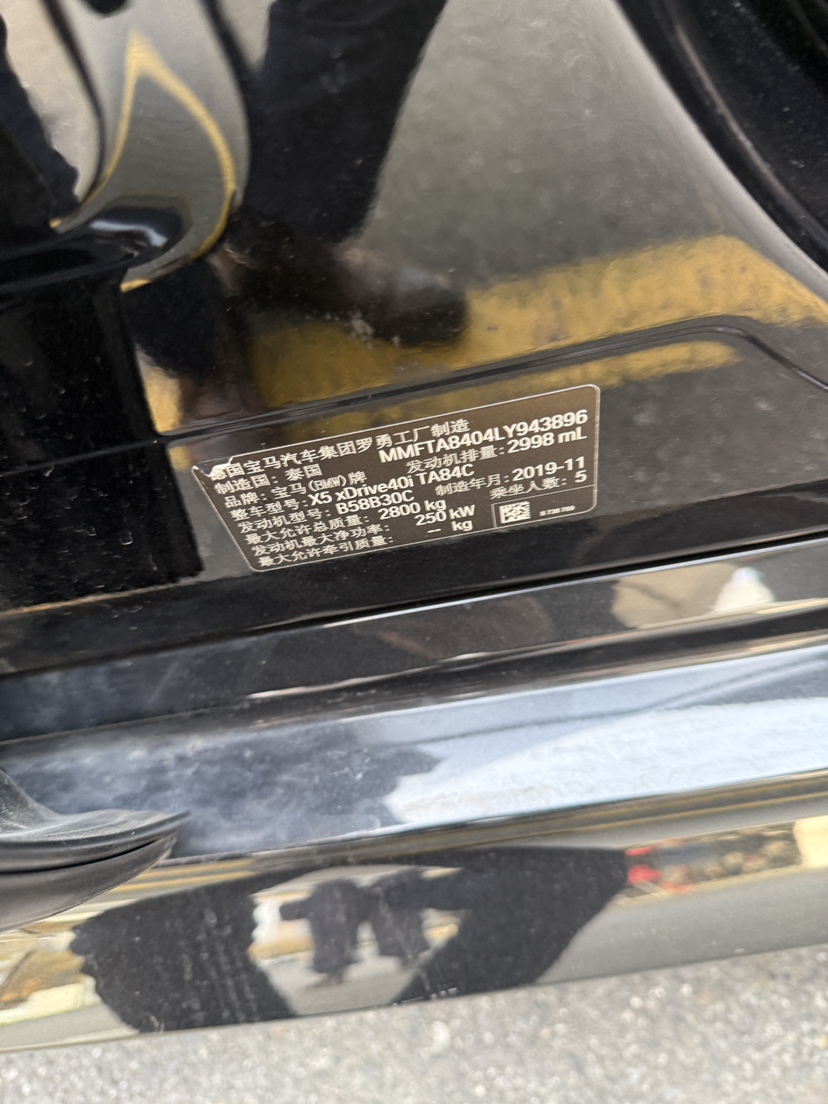 德国宝马汽车集团罗勇工厂制造
制造国：泰国 MMFTA8404LY943896
品牌：宝马(BMW)牌 发动机排量：2998 mL
整车型号：X5 xDrive40i TA84C
发动机型号：B58B30C 制造年月：2019-11
最大允许总质量：2800 kg 乘坐人数：5
发动机最大净功率：250 kW
最大允许牵引质量：-- kg